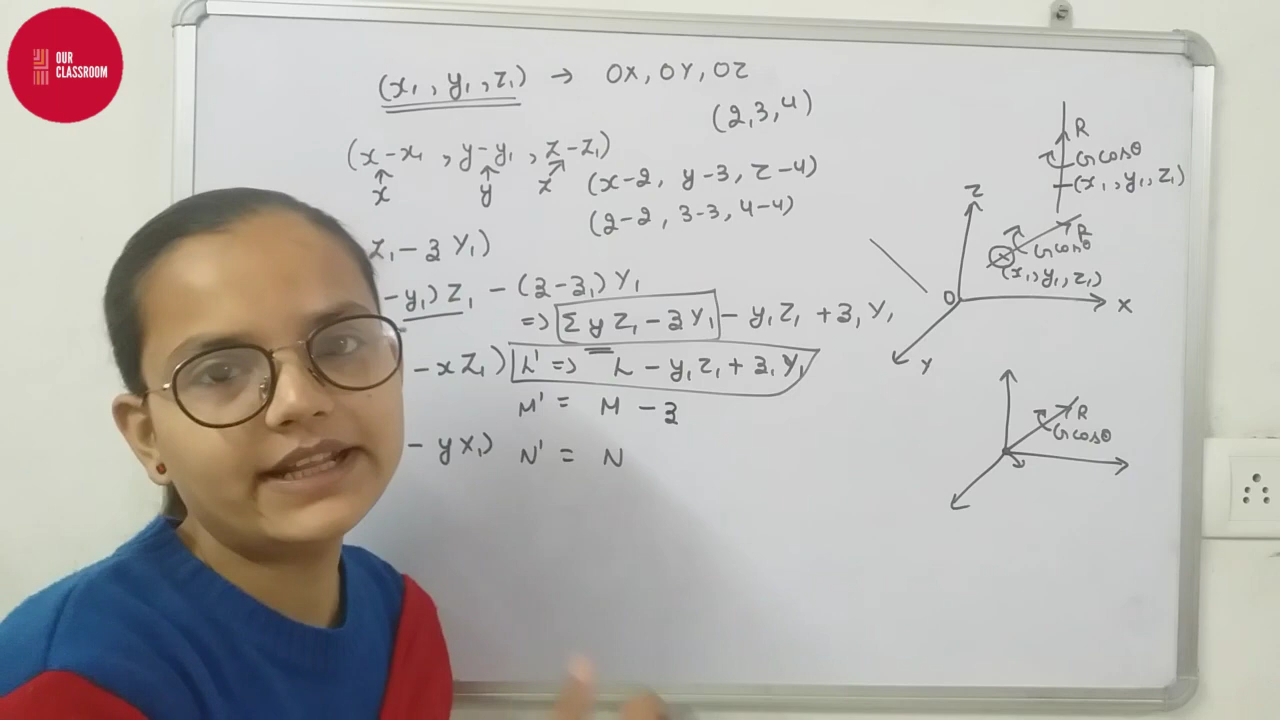 OUR
CLASSROOM
(x₁, y₁, z₁) → OX, OY, OZ
(2,3,4)
(x-x₁, y-y₁, z-z₁)
x y z
(x-2, y-3, z-4)
(2-2, 3-3, 4-4)
Z₁ - 3 Y₁)
- y₁) Z₁ - (3-3₁) Y₁
=> Σ y Z₁ - 3 Y₁ - y₁ Z₁ + 3₁ Y₁
- x Z₁) L' => L - y₁ Z₁ + 3₁ Y₁
M' = M - 3
- y X₁) N' = N
R
G cosθ
(x₁, y₁, z₁)
Z
R
G cosθ
(x₁, y₁, z₁)
O
X
Y
R
G cosθ